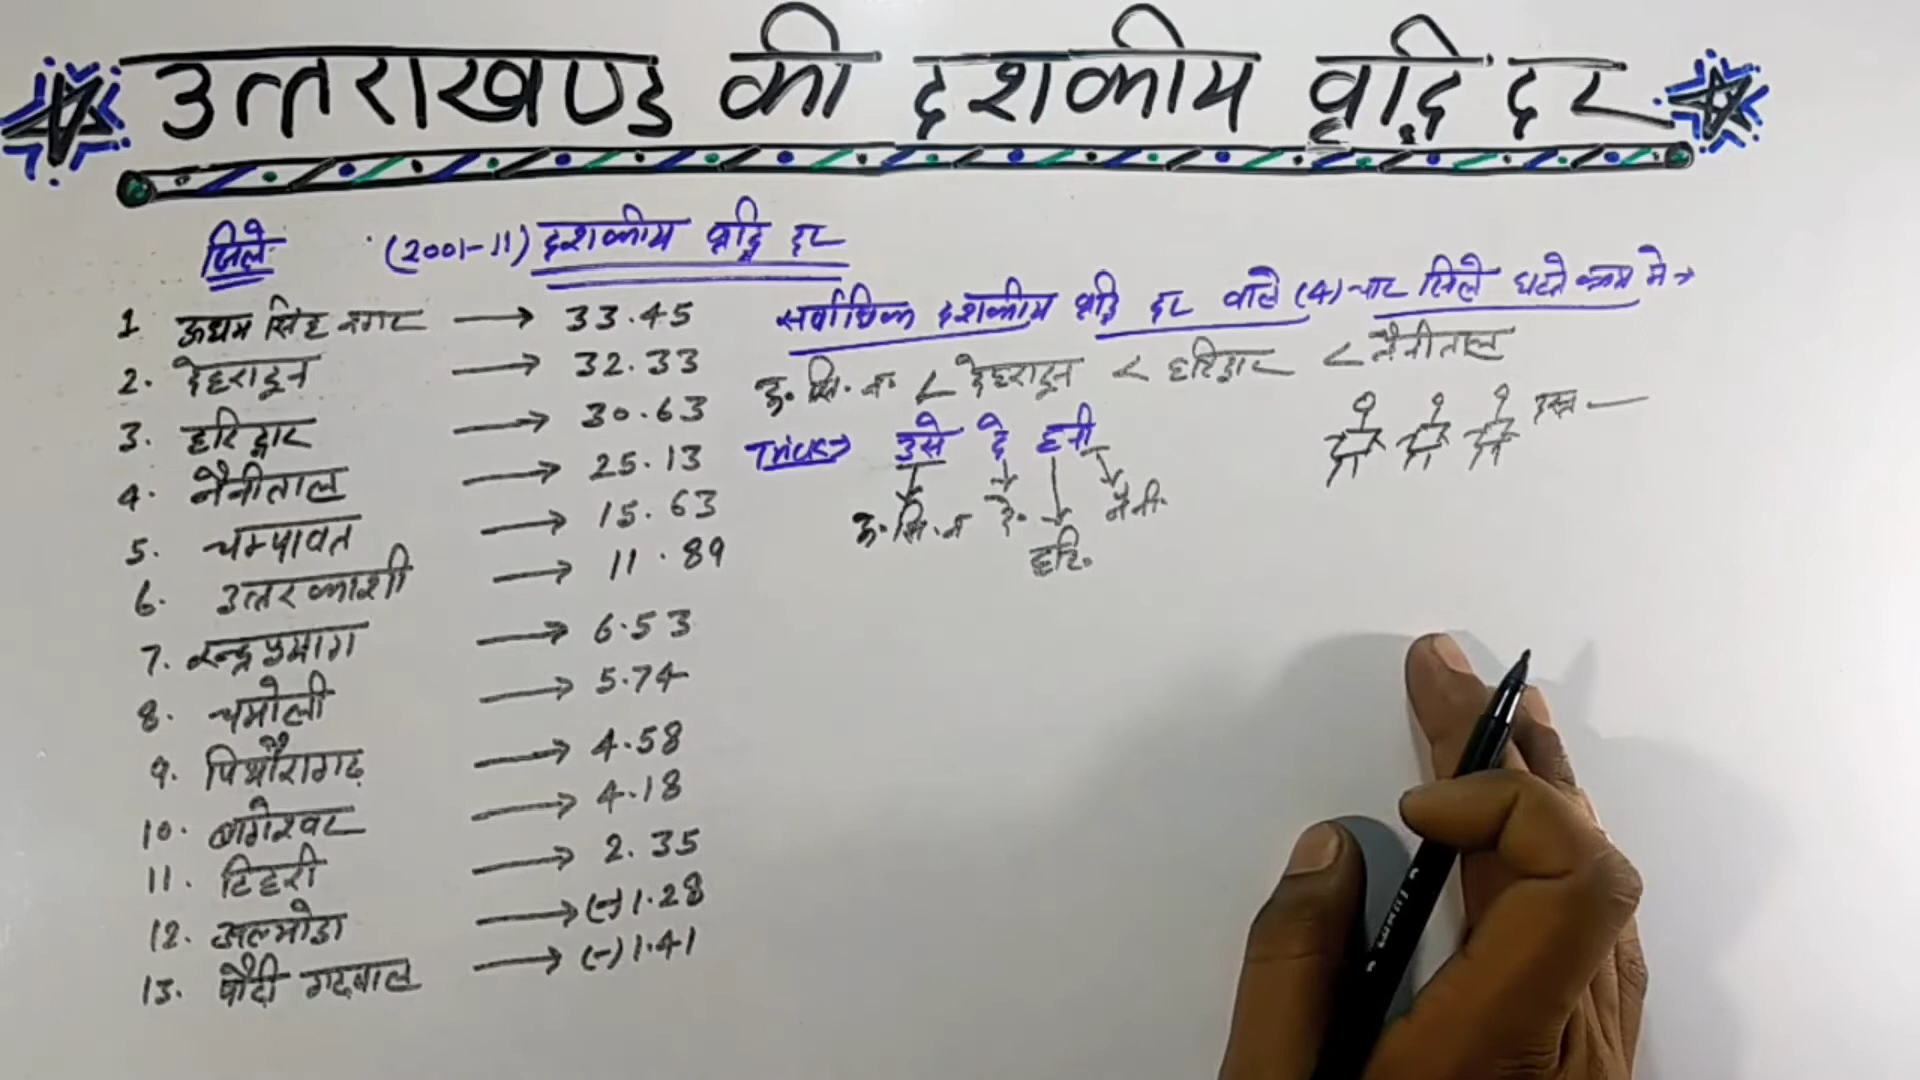 उत्तराखण्ड की दशकीय वृद्धि दर
जिले (2001-11) दशकीय वृद्धि दर
1 ऊधम सिंह नगर → 33.45
2. देहरादून → 32.33
3. हरिद्वार → 30.63
4. नैनीताल → 25.13
5. चम्पावत → 15.63
6. उत्तरकाशी → 11.89
7. रुद्रप्रयाग → 6.53
8. चमोली → 5.74
9. पिथौरागढ़ → 4.58
10. बागेश्वर → 4.18
11. टिहरी → 2.35
12. अल्मोडा → (-) 1.28
13. पौढ़ी गढ़वाल → (-) 1.41
सर्वाधिक दशकीय वृद्धि दर वाले (4) चार जिले घटते क्रम मे →
ऊ. सि. न. < देहरादून < हरिद्वार < नैनीताल
Trick → उसे दे हनी
ऊ. सि. न दे. हरि. नैनी.